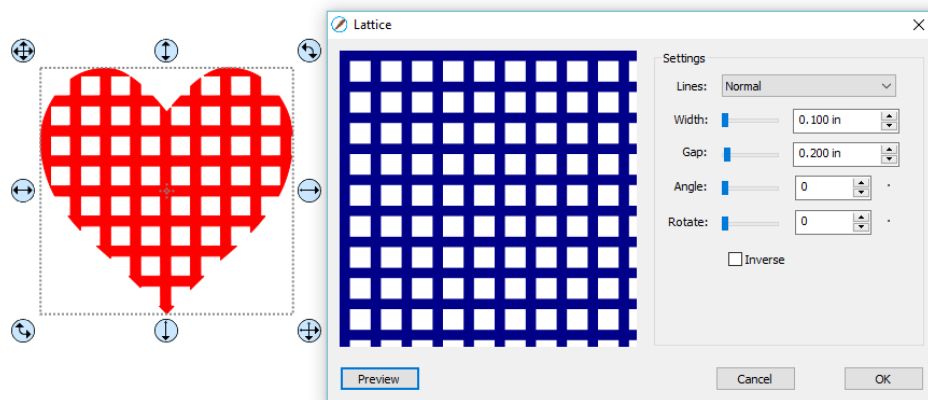 Lattice
Settings
Lines: Normal
Width: 0.100 in
Gap: 0.200 in
Angle: 0 °
Rotate: 0 °
Inverse
Preview Cancel OK